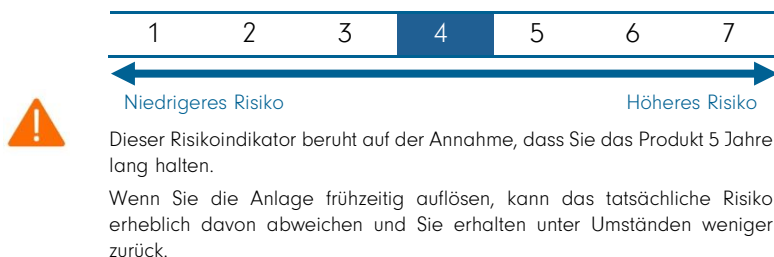 1 2 3 4 5 6 7
Niedrigeres Risiko Höheres Risiko
Dieser Risikoindikator beruht auf der Annahme, dass Sie das Produkt 5 Jahre
lang halten.
Wenn Sie die Anlage frühzeitig auflösen, kann das tatsächliche Risiko
erheblich davon abweichen und Sie erhalten unter Umständen weniger
zurück.